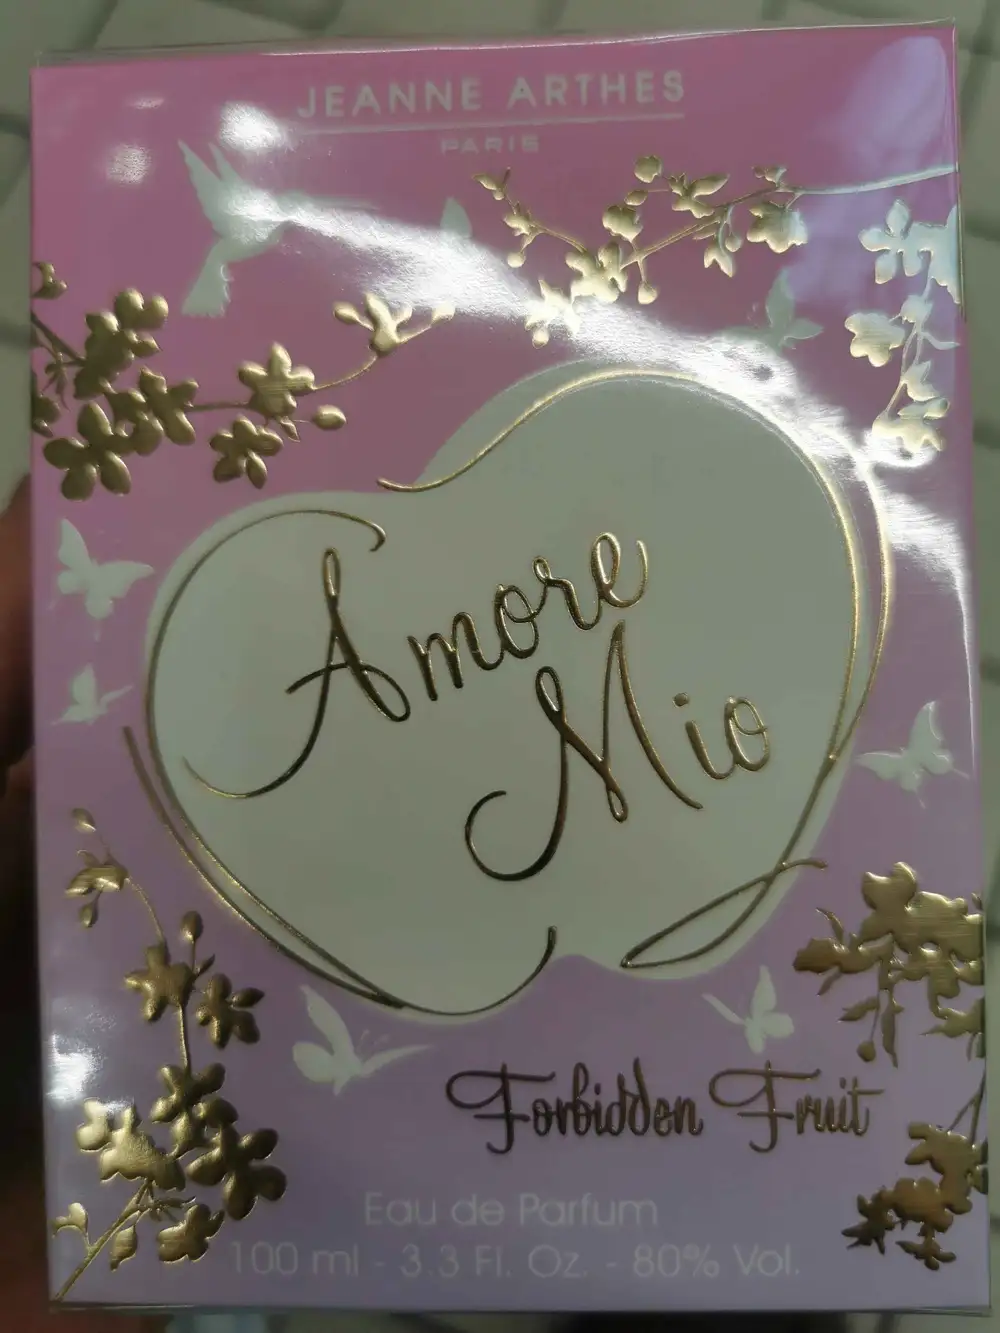 JEANNE ARTHES
PARIS
Amore
Mio
Forbidden Fruit
Eau de Parfum
100 ml - 3.3 Fl. Oz. - 80% Vol.